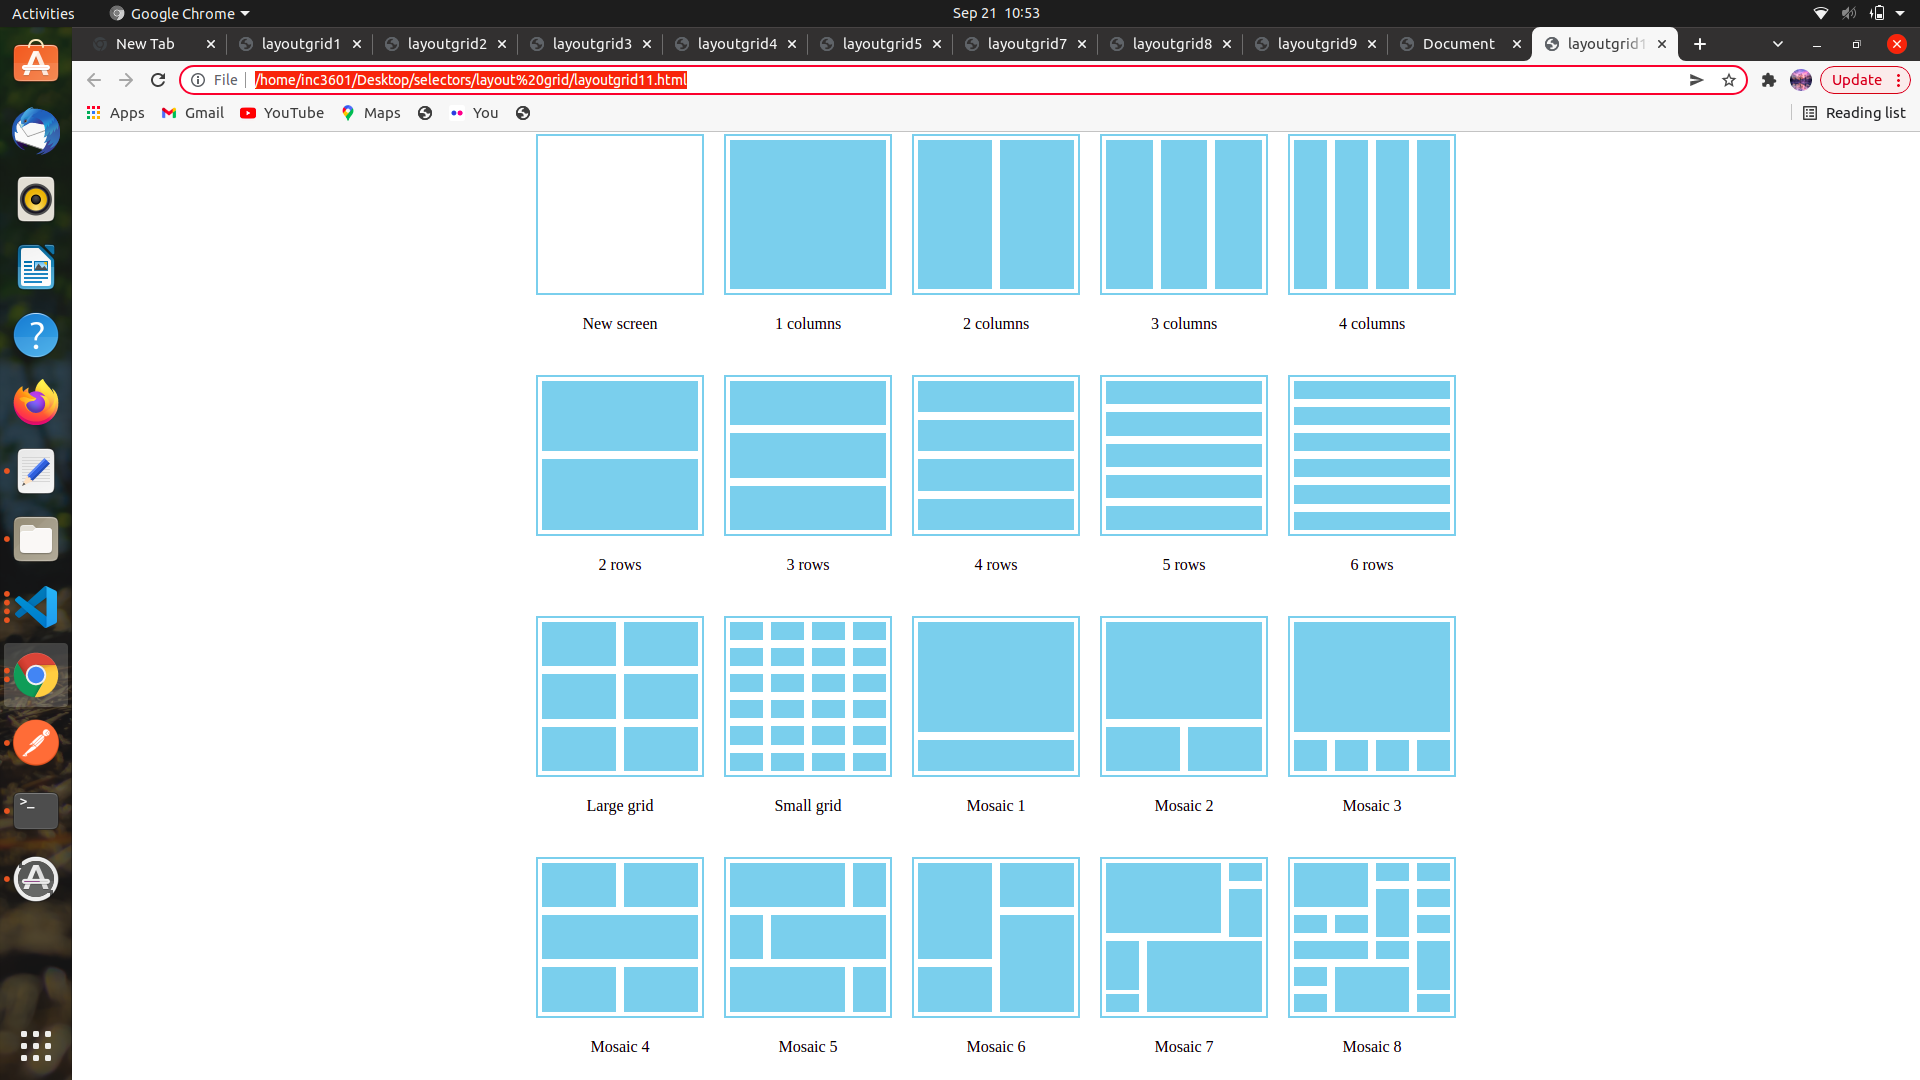 Activities Google Chrome Sep 21 10:53
New Tab layoutgrid1 layoutgrid2 layoutgrid3 layoutgrid4 layoutgrid5 layoutgrid7 layoutgrid8 layoutgrid9 Document layoutgrid1
File /home/inc3601/Desktop/selectors/layout%20grid/layoutgrid11.html Update
Apps Gmail YouTube Maps You Reading list
New screen 1 columns 2 columns 3 columns 4 columns
2 rows 3 rows 4 rows 5 rows 6 rows
Large grid Small grid Mosaic 1 Mosaic 2 Mosaic 3
Mosaic 4 Mosaic 5 Mosaic 6 Mosaic 7 Mosaic 8